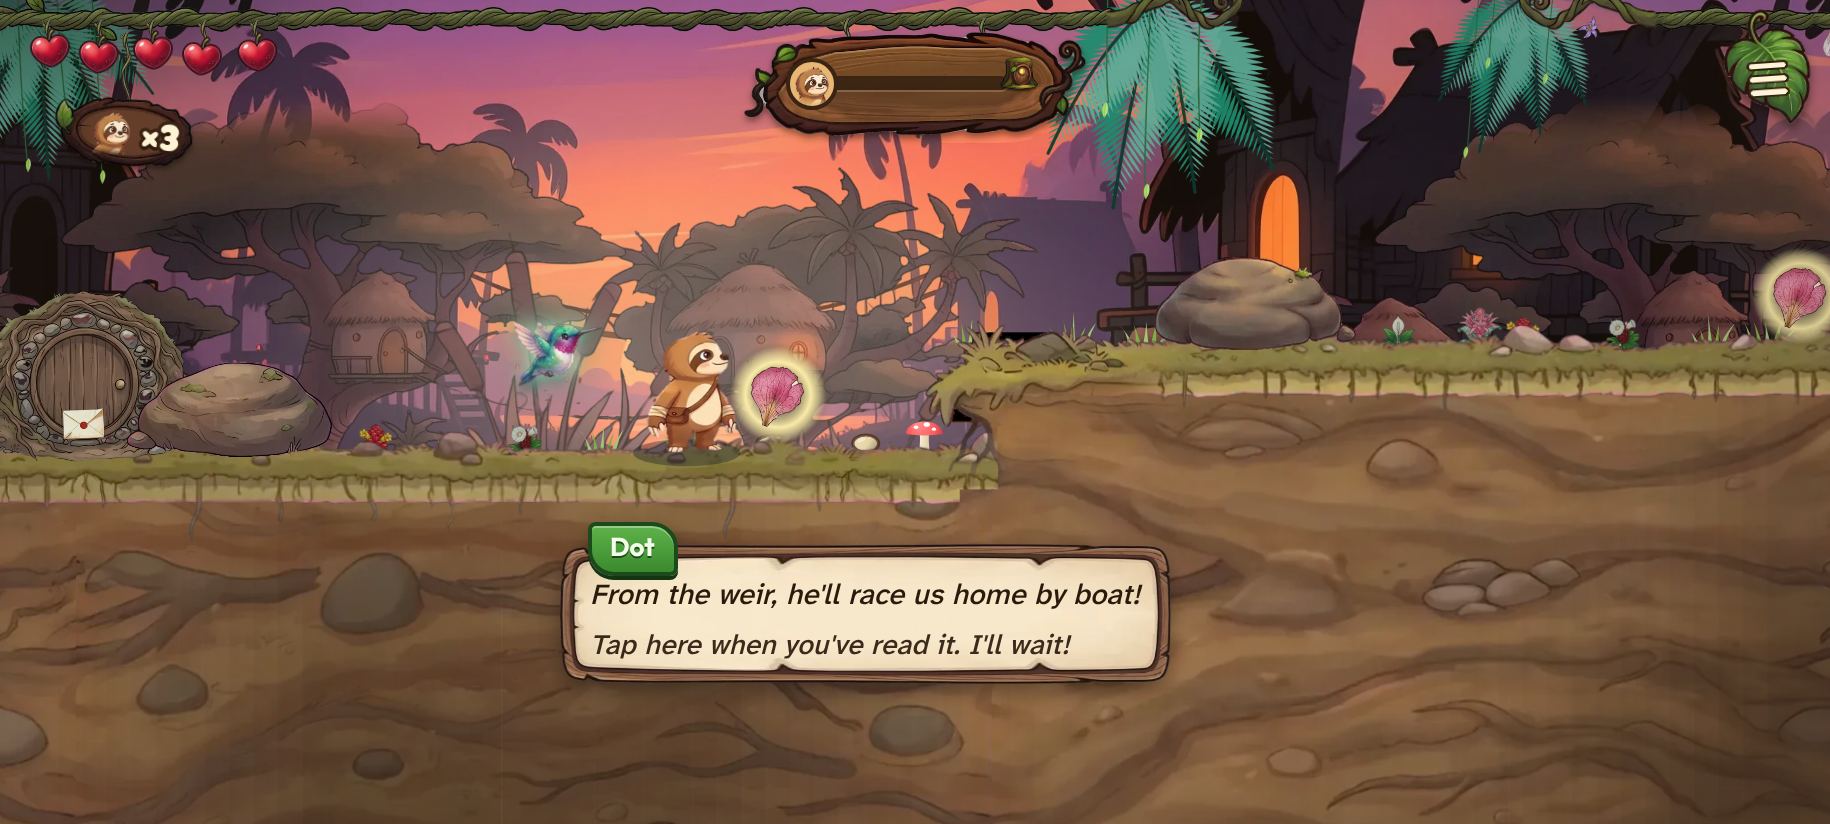 x3
Dot
From the weir, he'll race us home by boat!
Tap here when you've read it. I'll wait!